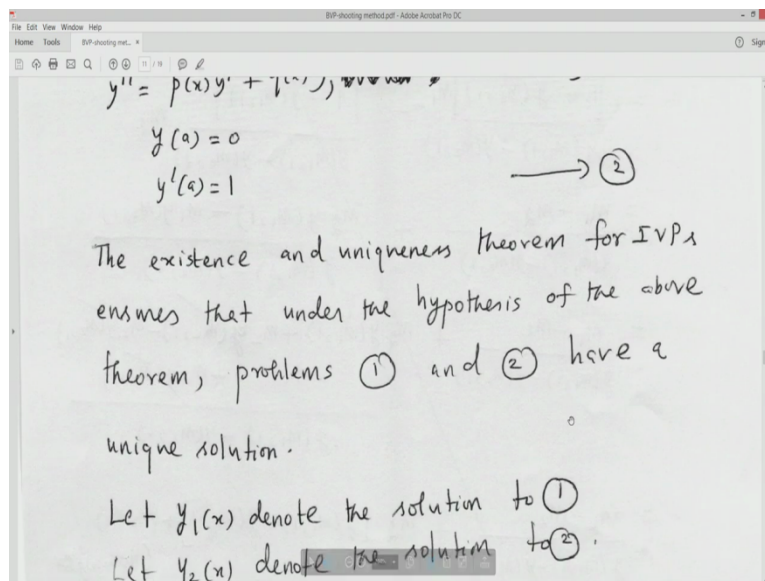 BVP-shooting method.pdf - Adobe Acrobat Pro DC
File Edit View Window Help
Home Tools BVP-shooting met... × Sign
11 / 19
y'' = p(x)y' +
y(a) = 0
y'(a) = 1
→ ②
The existence and uniqueness theorem for IVPs
ensures that under the hypothesis of the above
theorem, problems ① and ② have a
unique solution.
Let y₁(x) denote the solution to ①
Let y₂(x) denote the solution to ②.